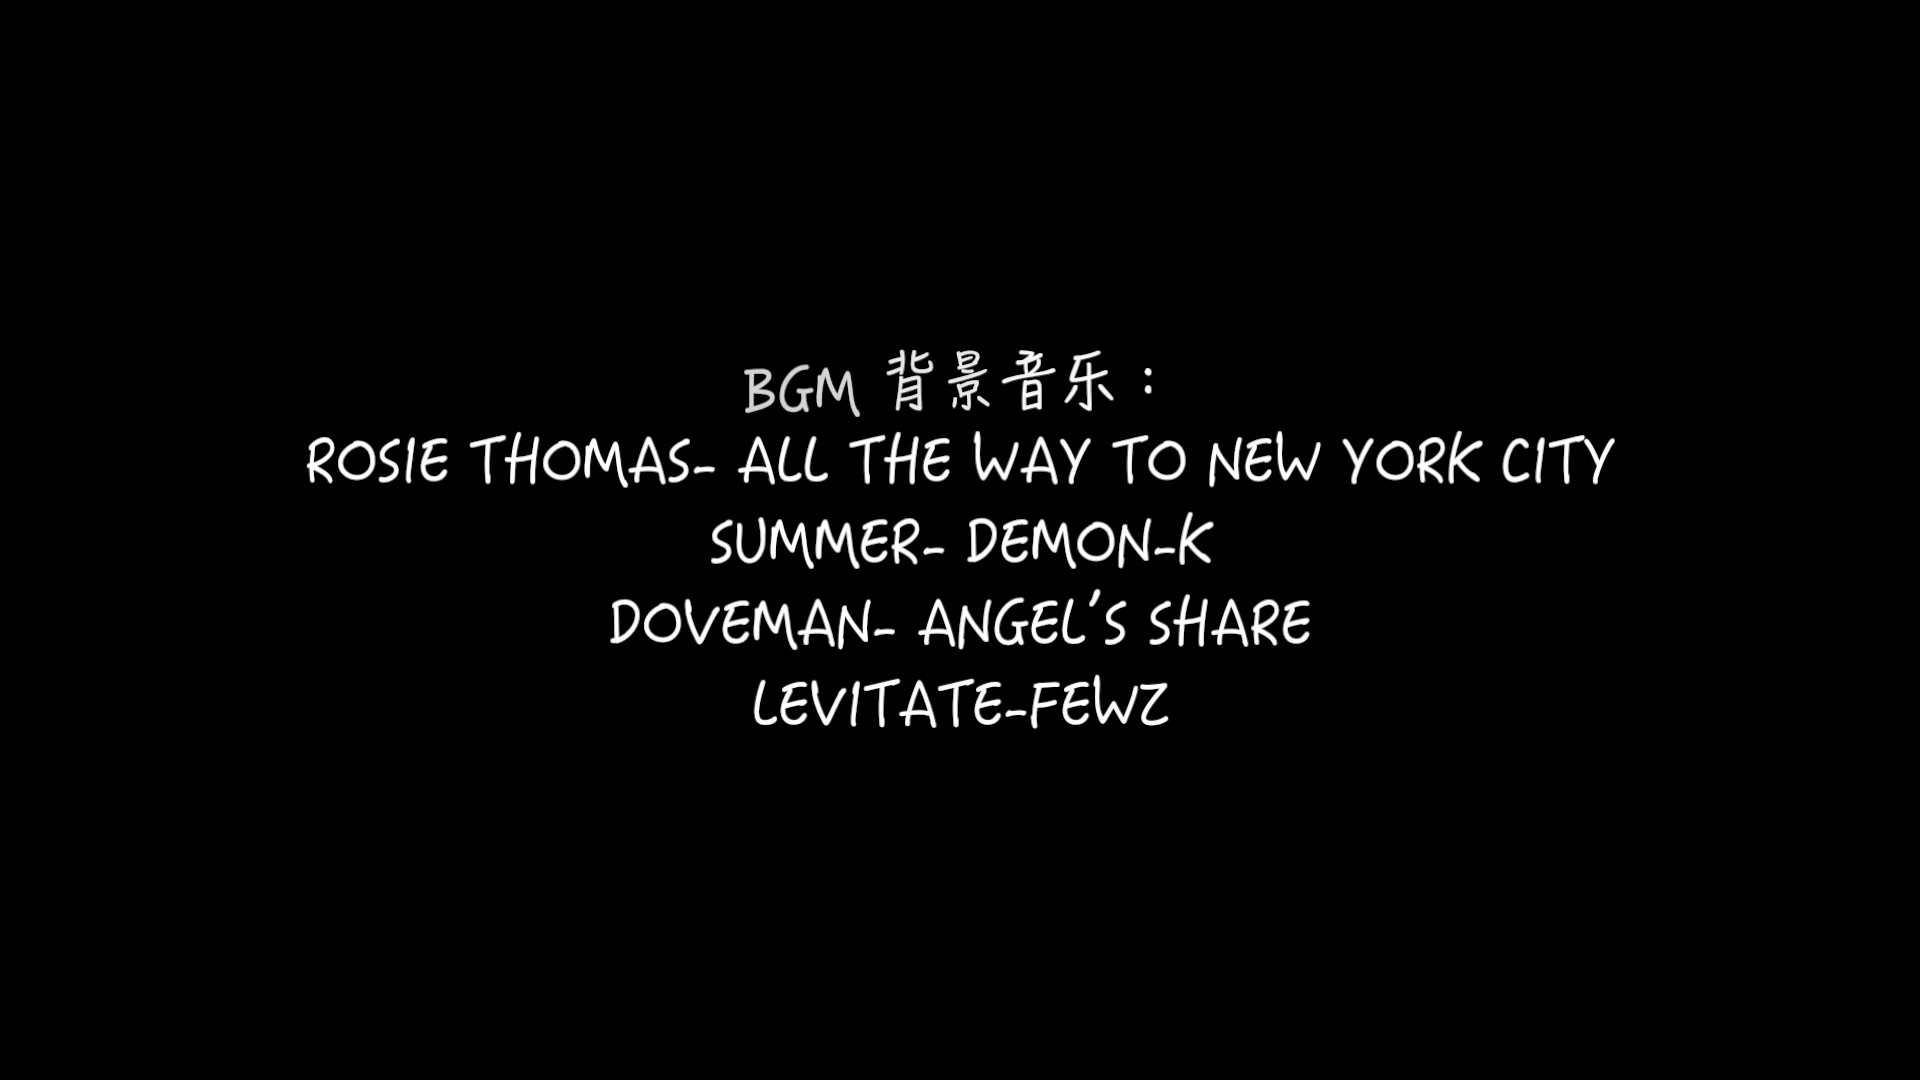 BGM 背景音乐：
ROSIE THOMAS- ALL THE WAY TO NEW YORK CITY
SUMMER- DEMON-K
DOVEMAN- ANGEL'S SHARE
LEVITATE-FEWZ